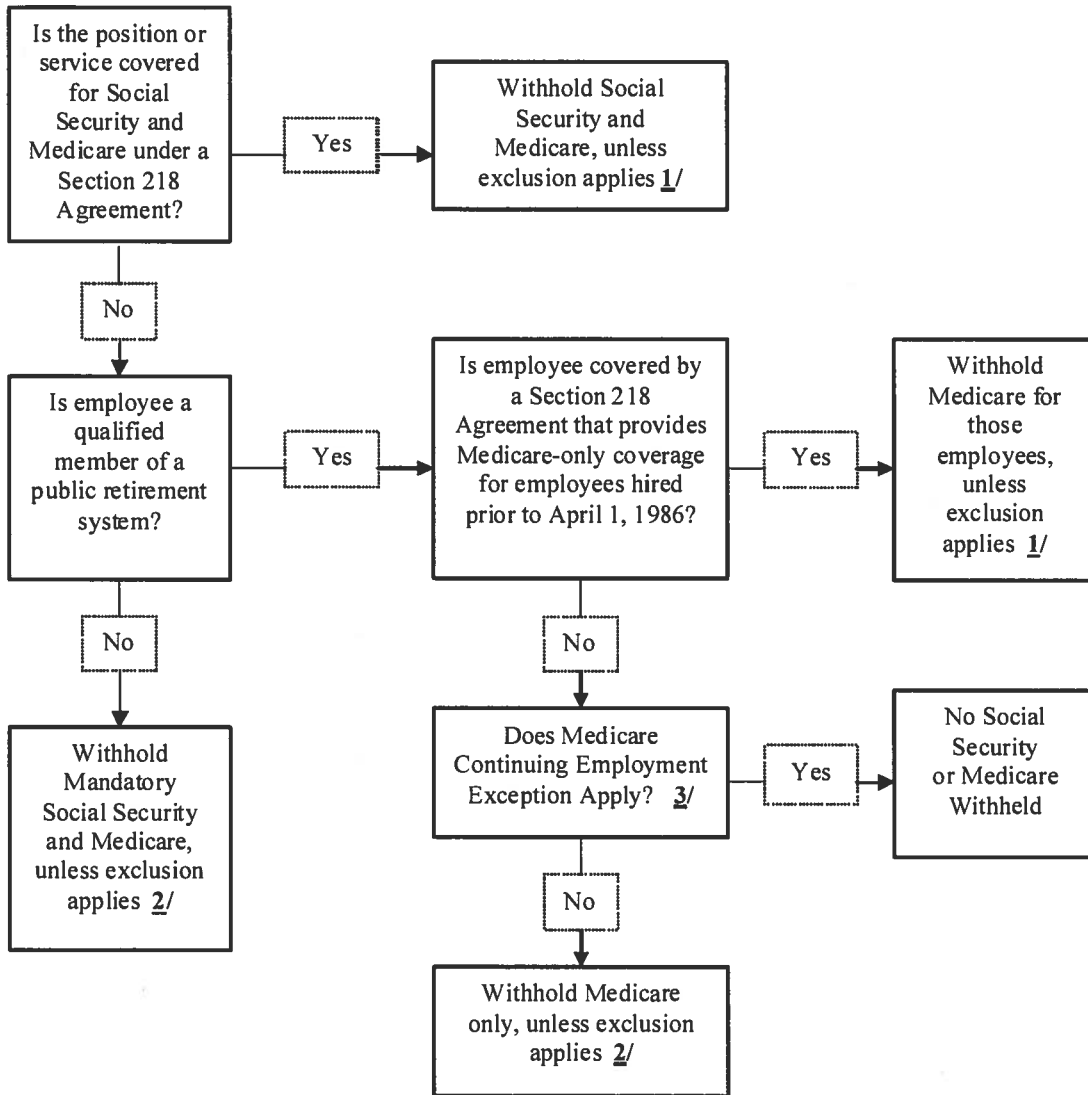 Is the position or
service covered
for Social
Security and
Medicare under a
Section 218
Agreement?
Yes
Withhold Social
Security and
Medicare, unless
exclusion applies 1/
No
Is employee a
qualified
member of a
public retirement
system?
Yes
Is employee covered by
a Section 218
Agreement that provides
Medicare-only coverage
for employees hired
prior to April 1, 1986?
Yes
Withhold
Medicare for
those
employees,
unless
exclusion
applies 1/
No
Withhold
Mandatory
Social Security
and Medicare,
unless exclusion
applies 2/
No
Does Medicare
Continuing Employment
Exception Apply? 3/
Yes
No Social
Security
or Medicare
Withheld
No
Withhold Medicare
only, unless exclusion
applies 2/